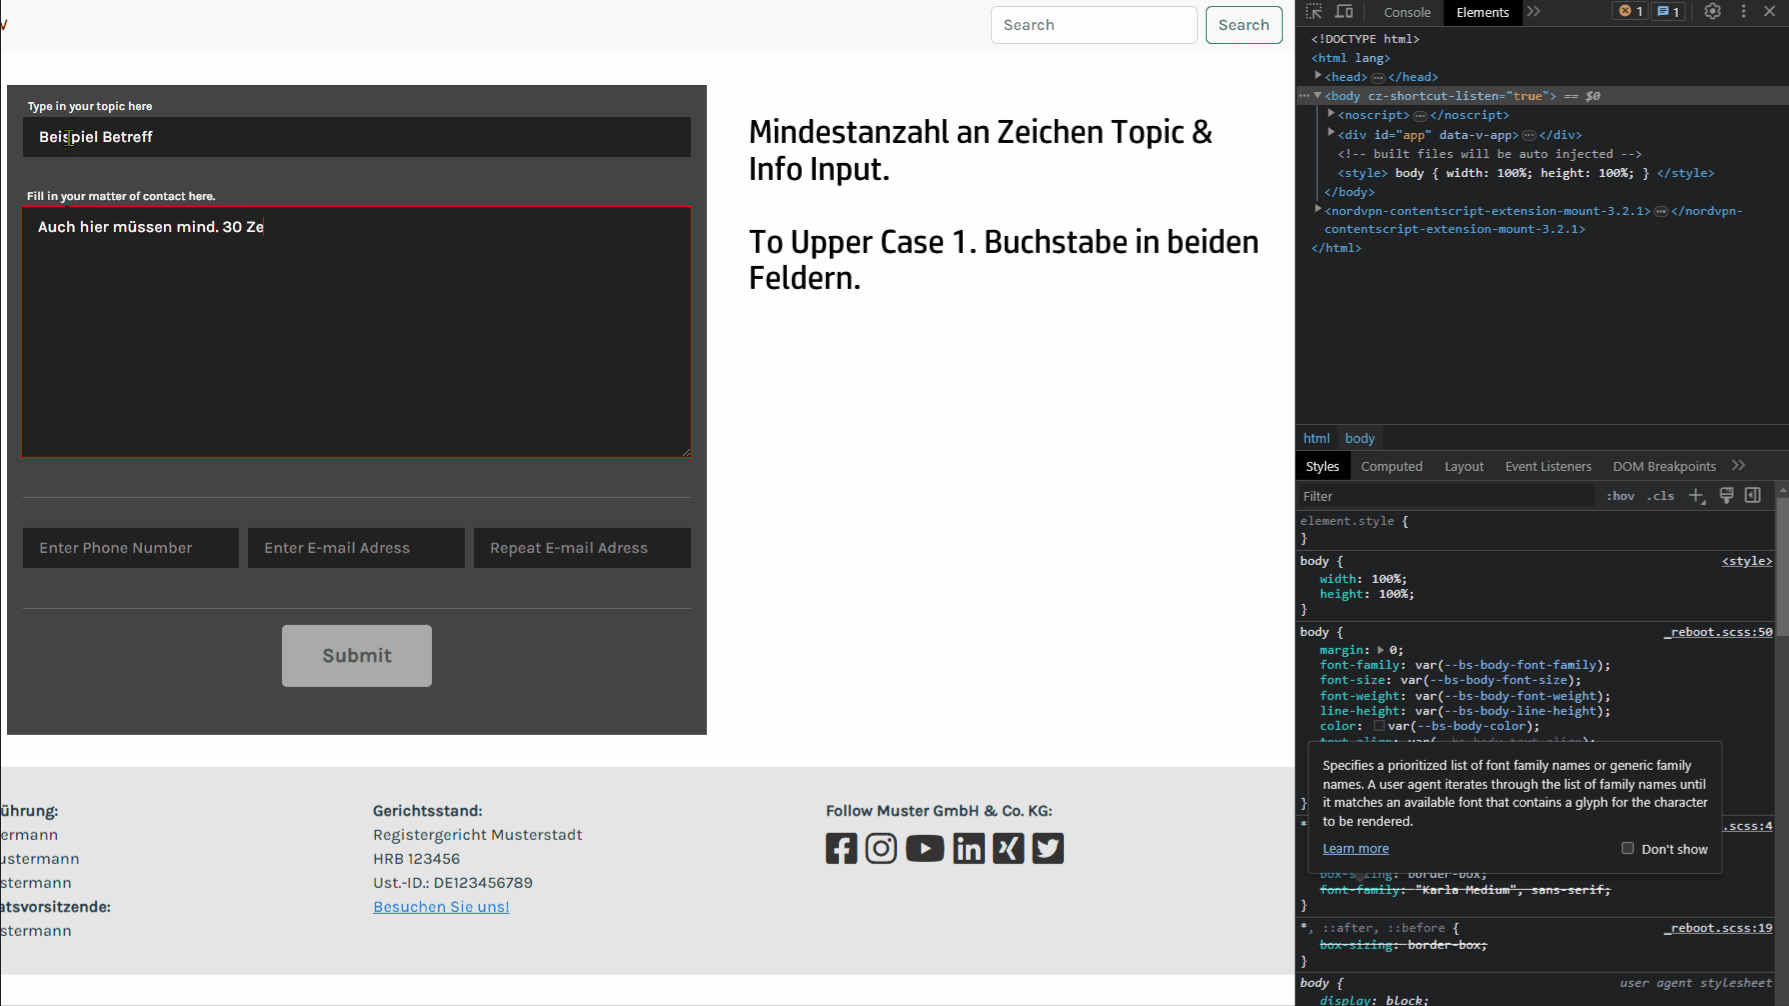 Search
Search
Type in your topic here
Beispiel Betreff
Fill in your matter of contact here.
Auch hier müssen mind. 30 Ze
Enter Phone Number
Enter E-mail Adress
Repeat E-mail Adress
Submit
Mindestanzahl an Zeichen Topic &
Info Input.
To Upper Case 1. Buchstabe in beiden
Feldern.
ührung:
ermann
ustermann
stermann
atsvorsitzende:
stermann
Gerichtsstand:
Registergericht Musterstadt
HRB 123456
Ust.-ID.: DE123456789
Besuchen Sie uns!
Follow Muster GmbH & Co. KG:
Console
Elements
1
1
<!DOCTYPE html>
<html lang>
<head> </head>
<body cz-shortcut-listen="true"> == $0
<noscript> </noscript>
<div id="app" data-v-app> </div>
<!-- built files will be auto injected -->
<style> body { width: 100%; height: 100%; } </style>
</body>
<nordvpn-contentscript-extension-mount-3.2.1> </nordvpn-
contentscript-extension-mount-3.2.1>
</html>
html body
Styles Computed Layout Event Listeners DOM Breakpoints
Filter :hov .cls
element.style {
}
body { <style>
width: 100%;
height: 100%;
}
body { _reboot.scss:50
margin: 0;
font-family: var(--bs-body-font-family);
font-size: var(--bs-body-font-size);
font-weight: var(--bs-body-font-weight);
line-height: var(--bs-body-line-height);
color: var(--bs-body-color);
text-align: var(--bs-body-text-align);
Specifies a prioritized list of font family names or generic family
names. A user agent iterates through the list of family names until
it matches an available font that contains a glyph for the character
to be rendered.
Learn more Don't show
}
* .scss:4
box-sizing: border-box;
font-family: "Karla Medium", sans-serif;
}
*, ::after, ::before { _reboot.scss:19
box-sizing: border-box;
}
body { user agent stylesheet
display: block;